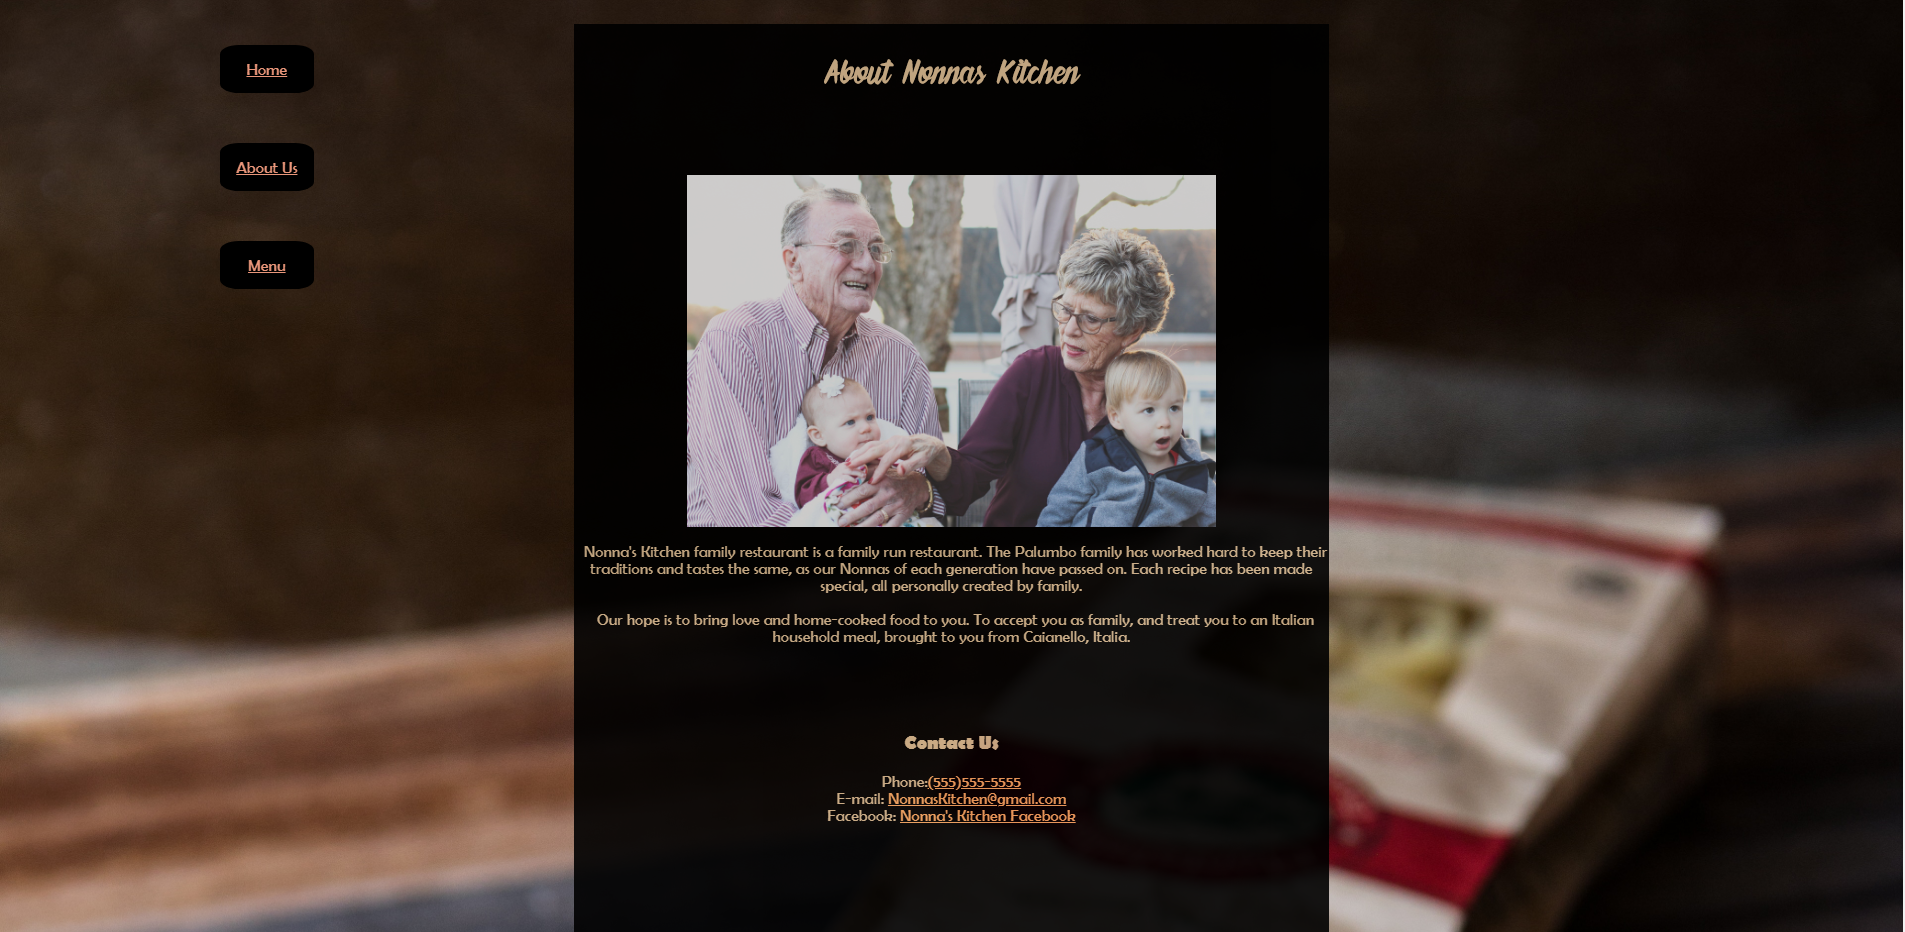 Home
About Us
Menu
About Nonnas Kitchen
Nonna's Kitchen family restaurant is a family run restaurant. The Palumbo family has worked hard to keep their
traditions and tastes the same, as our Nonnas of each generation have passed on. Each recipe has been made
special, all personally created by family.
Our hope is to bring love and home-cooked food to you. To accept you as family, and treat you to an Italian
household meal, brought to you from Caianello, Italia.
Contact Us
Phone:(555)555-5555
E-mail: NonnasKitchen@gmail.com
Facebook: Nonna's Kitchen Facebook